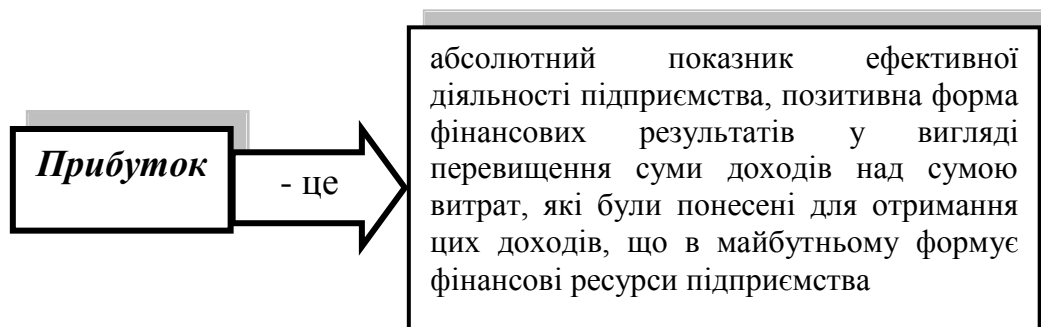 Прибуток
- це
абсолютний показник ефективної
діяльності підприємства, позитивна форма
фінансових результатів у вигляді
перевищення суми доходів над сумою
витрат, які були понесені для отримання
цих доходів, що в майбутньому формує
фінансові ресурси підприємства